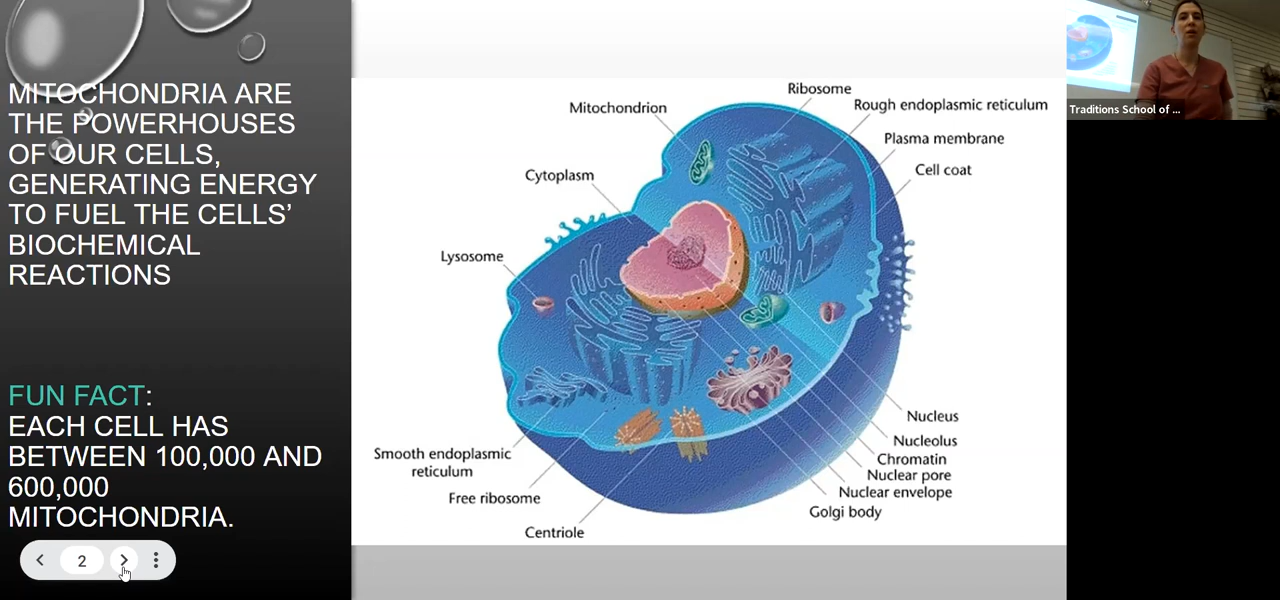 MITOCHONDRIA ARE
THE POWERHOUSES
OF OUR CELLS,
GENERATING ENERGY
TO FUEL THE CELLS’
BIOCHEMICAL
REACTIONS
FUN FACT:
EACH CELL HAS
BETWEEN 100,000 AND
600,000
MITOCHONDRIA.
2
Ribosome
Mitochondrion
Rough endoplasmic reticulum
Plasma membrane
Cell coat
Cytoplasm
Lysosome
Nucleus
Nucleolus
Chromatin
Nuclear pore
Nuclear envelope
Golgi body
Smooth endoplasmic
reticulum
Free ribosome
Centriole
Traditions School of ...